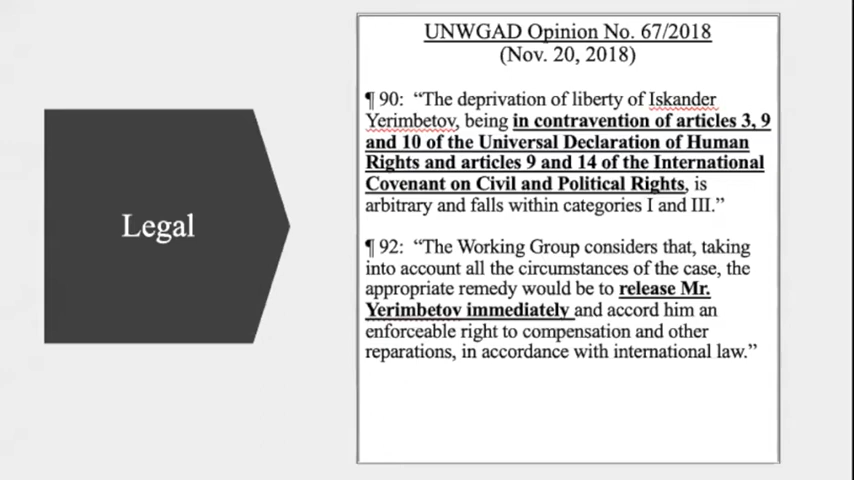 Legal
UNWGAD Opinion No. 67/2018
(Nov. 20, 2018)
¶ 90: “The deprivation of liberty of Iskander
Yerimbetov, being in contravention of articles 3, 9
and 10 of the Universal Declaration of Human
Rights and articles 9 and 14 of the International
Covenant on Civil and Political Rights, is
arbitrary and falls within categories I and III.”
¶ 92: “The Working Group considers that, taking
into account all the circumstances of the case, the
appropriate remedy would be to release Mr.
Yerimbetov immediately and accord him an
enforceable right to compensation and other
reparations, in accordance with international law.”